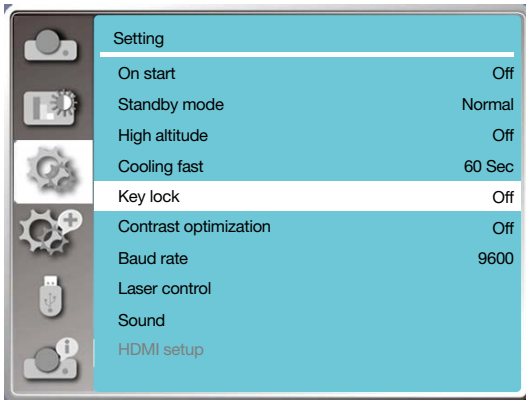 Setting
On start Off
Standby mode Normal
High altitude Off
Cooling fast 60 Sec
Key lock Off
Contrast optimization Off
Baud rate 9600
Laser control
Sound
HDMI setup